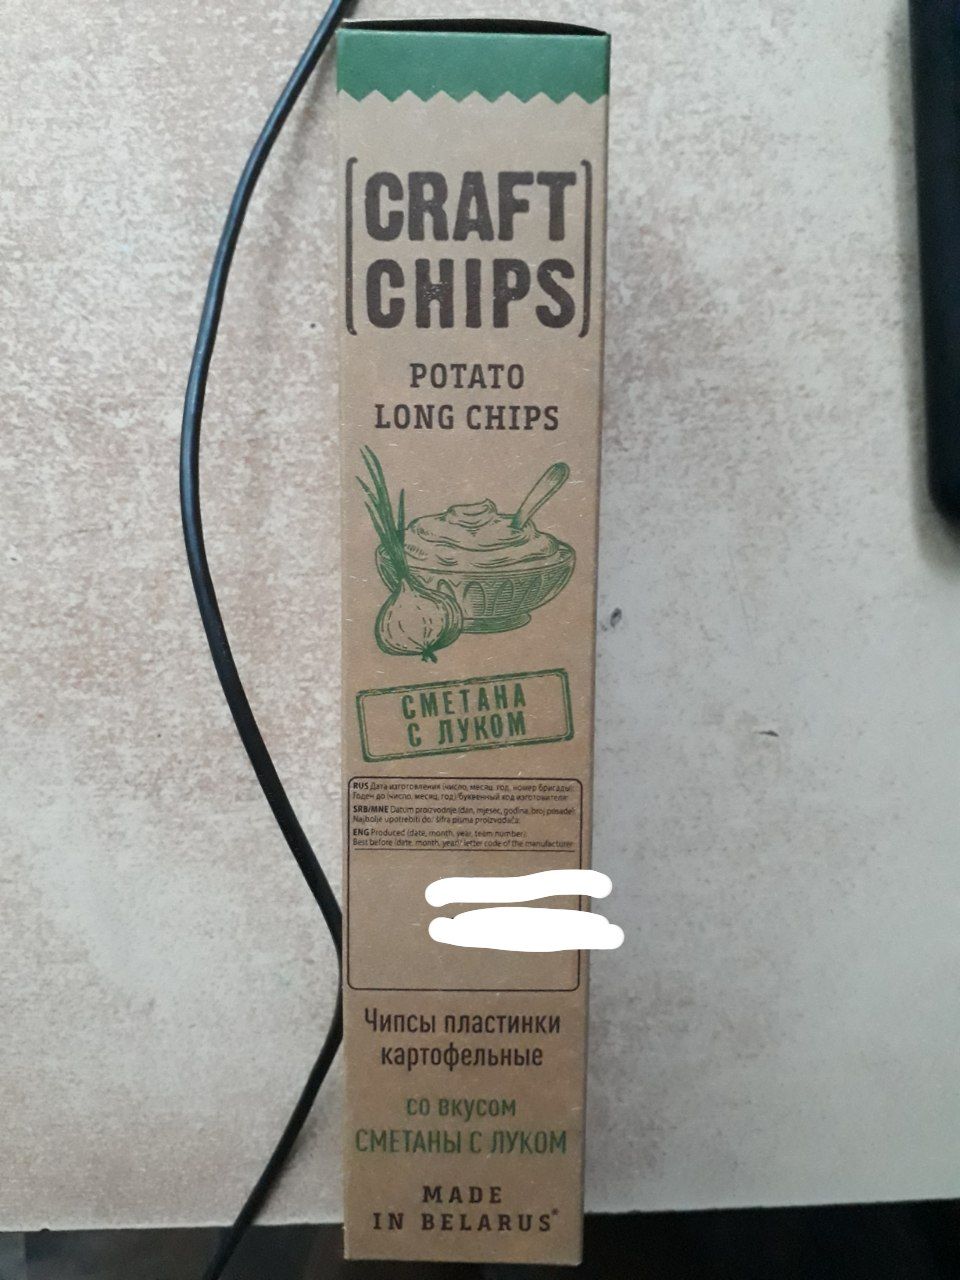 CRAFT
CHIPS
POTATO
LONG CHIPS
СМЕТАНА
С ЛУКОМ
RUS Дата изготовления (число, месяц, год, номер бригады):
Годен до (число, месяц, год)/буквенный код изготовителя:
SRB/MNE Datum proizvodnje (dan, mjesec, godina, broj posade):
Najbolje upotrebiti do: šifra pisma proizvođača:
ENG Produced (date, month, year, team number):
Best before (date, month, year)/ letter code of the manufacturer:
Чипсы пластинки
картофельные
со вкусом
СМЕТАНЫ С ЛУКОМ
MADE
IN BELARUS*